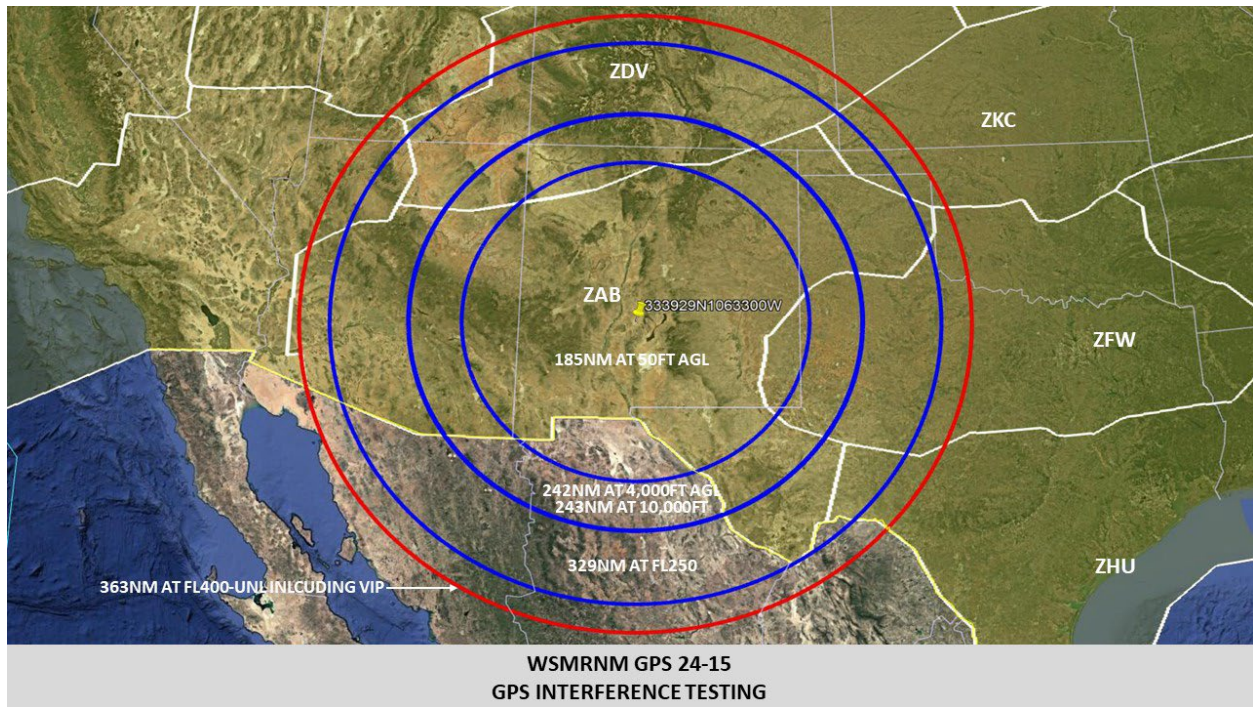 ZDV
ZKC
ZAB
333929N1063300W
ZFW
185NM AT 50FT AGL
242NM AT 4,000FT AGL
243NM AT 10,000FT
329NM AT FL250
ZHU
363NM AT FL400-UNL INLCUDING VIP
WSMRNM GPS 24-15
GPS INTERFERENCE TESTING